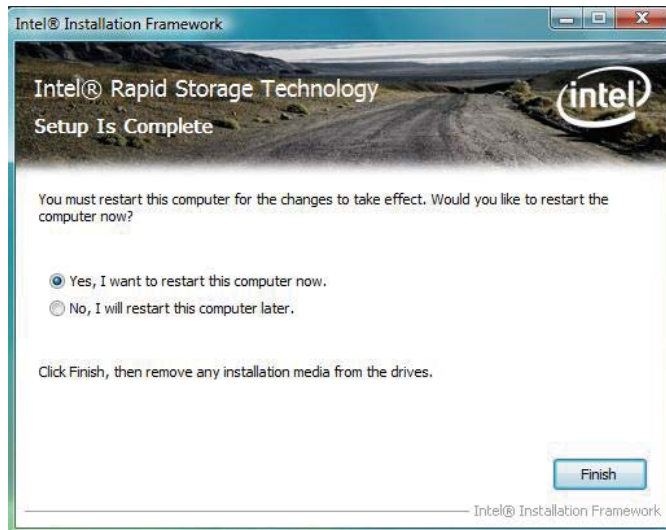 Intel® Installation Framework
Intel® Rapid Storage Technology
Setup Is Complete
intel
You must restart this computer for the changes to take effect. Would you like to restart the
computer now?
Yes, I want to restart this computer now.
No, I will restart this computer later.
Click Finish, then remove any installation media from the drives.
Finish
Intel® Installation Framework